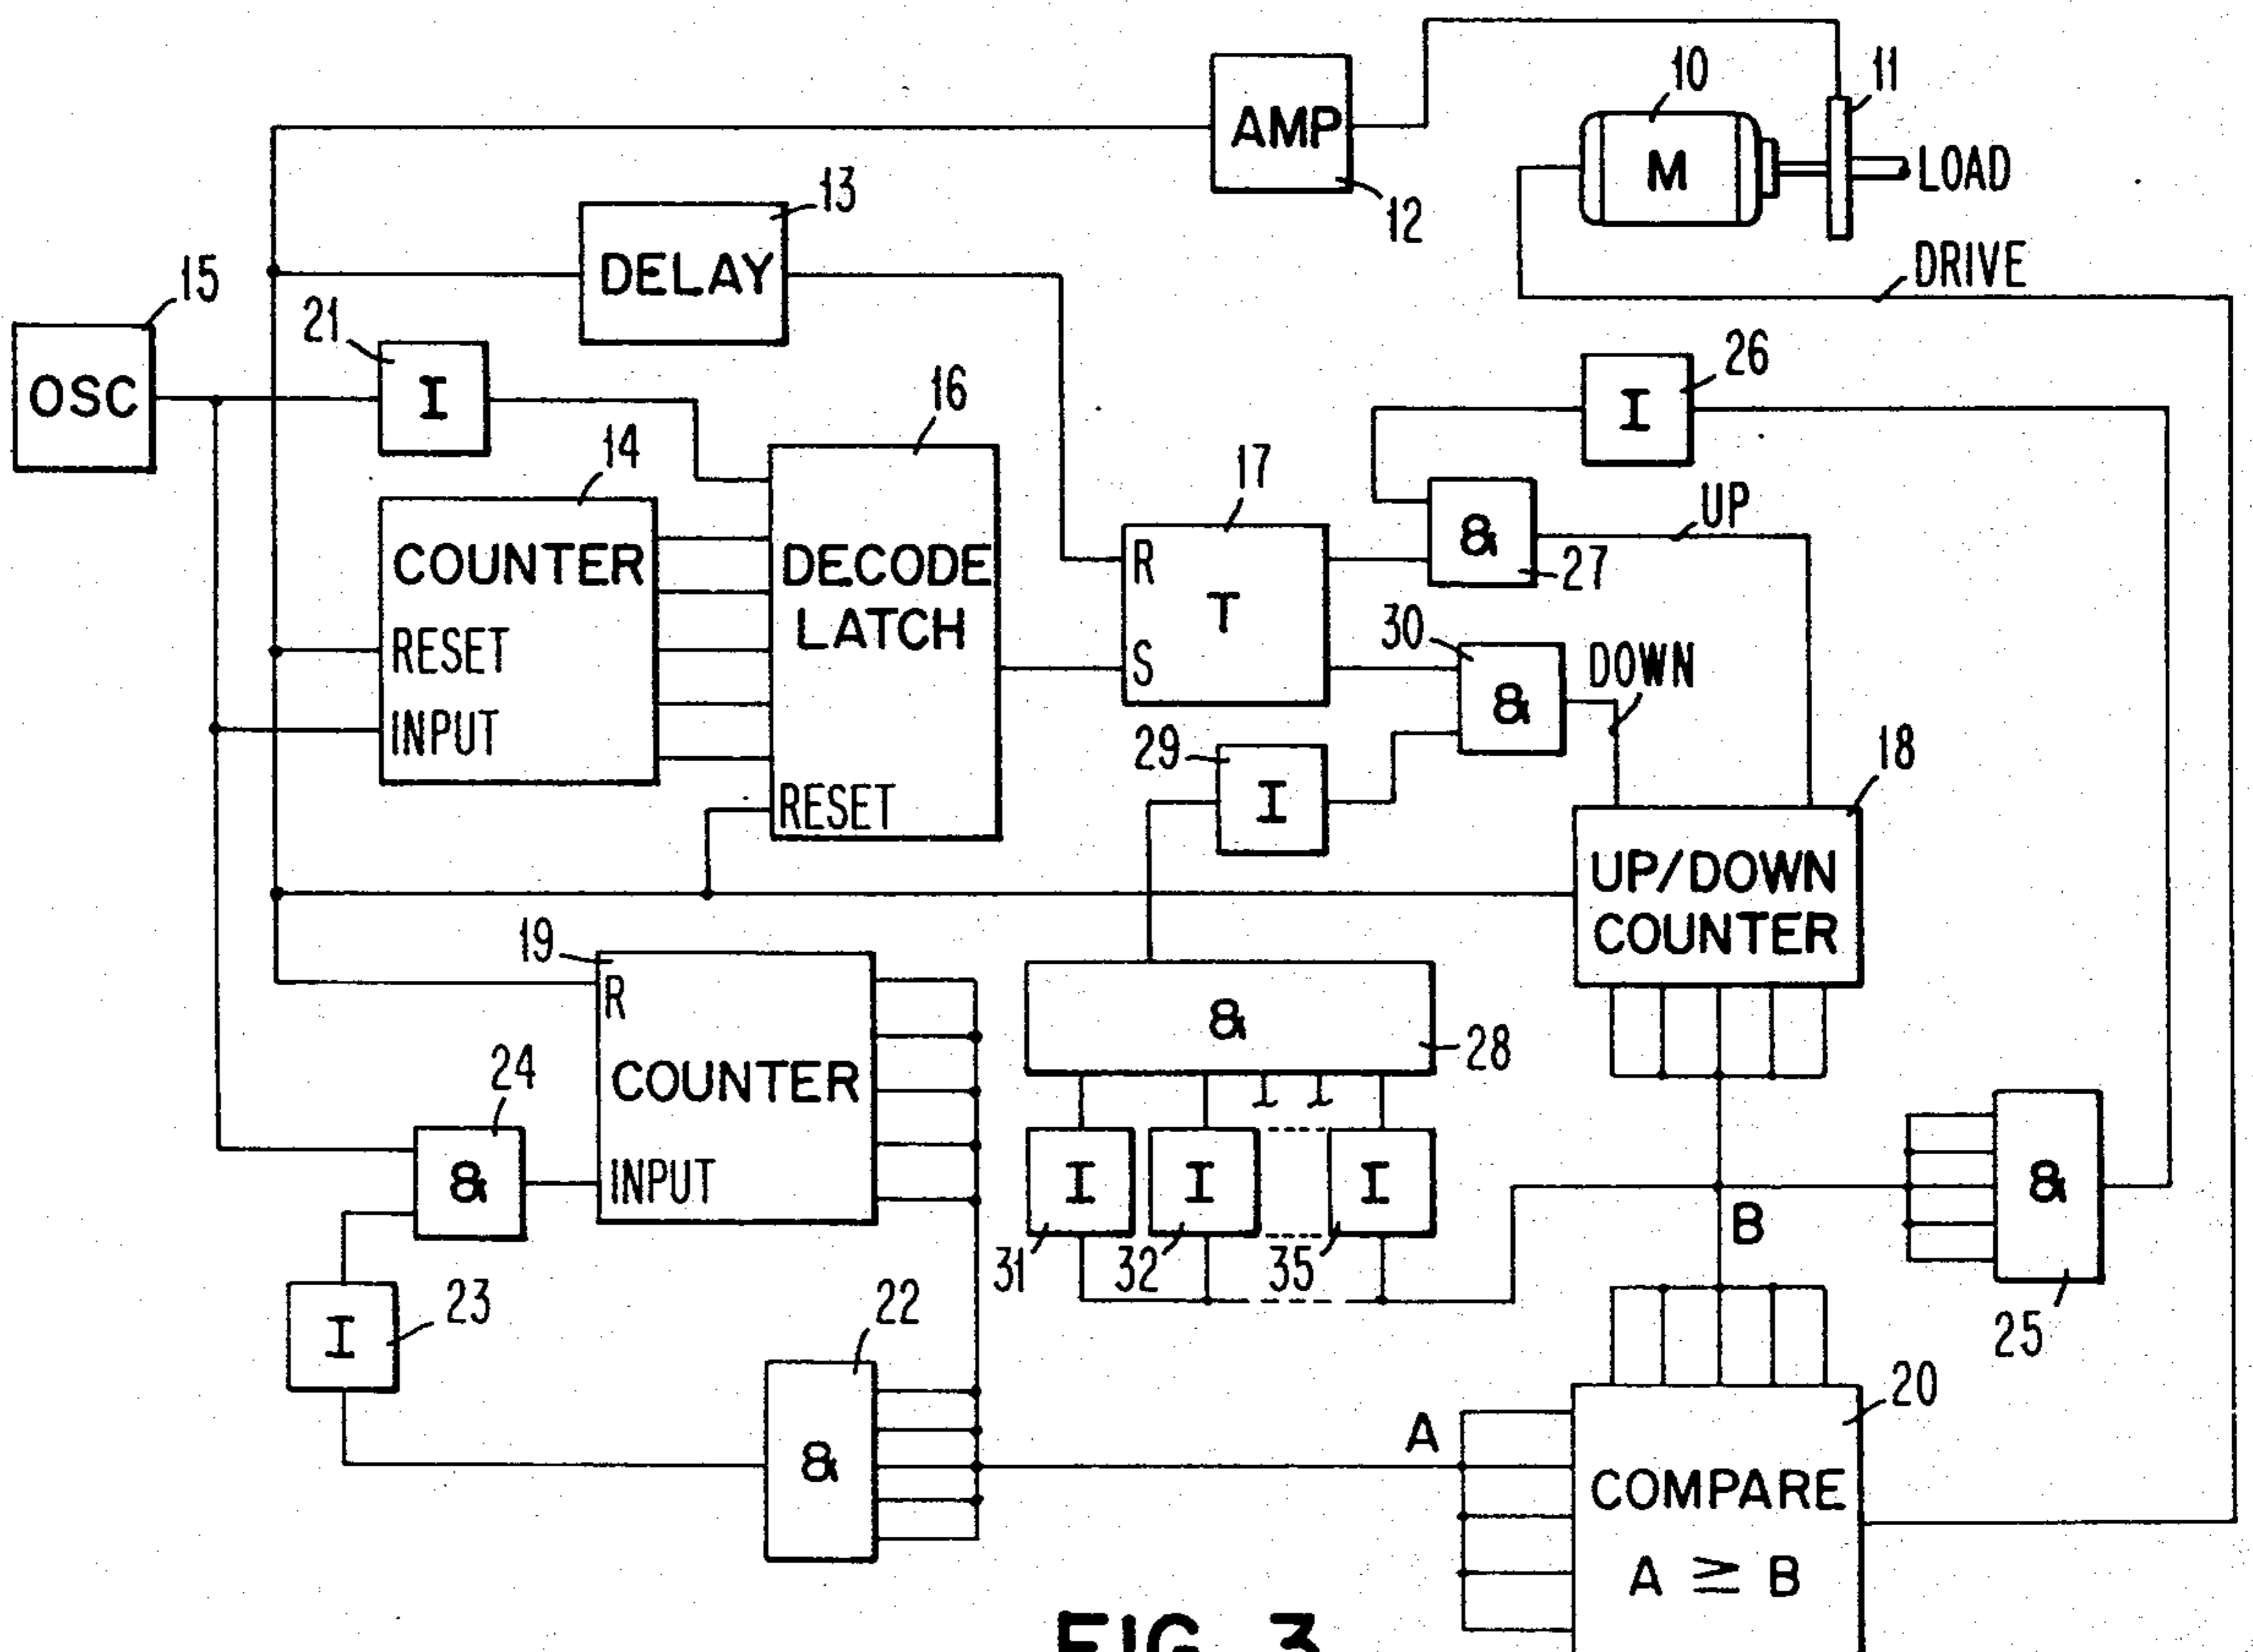 10
11
AMP
M
LOAD
12
13
DELAY
DRIVE
15
21
OSC
I
26
I
16
14
17
UP
&
27
COUNTER
RESET
INPUT
DECODE
LATCH
RESET
R
T
S
30
&
DOWN
29
I
18
UP/DOWN
COUNTER
19
R
COUNTER
INPUT
&
28
24
&
I
I
I
31
32
35
B
&
25
23
I
22
&
A
20
COMPARE
A ≥ B
FIG. 3